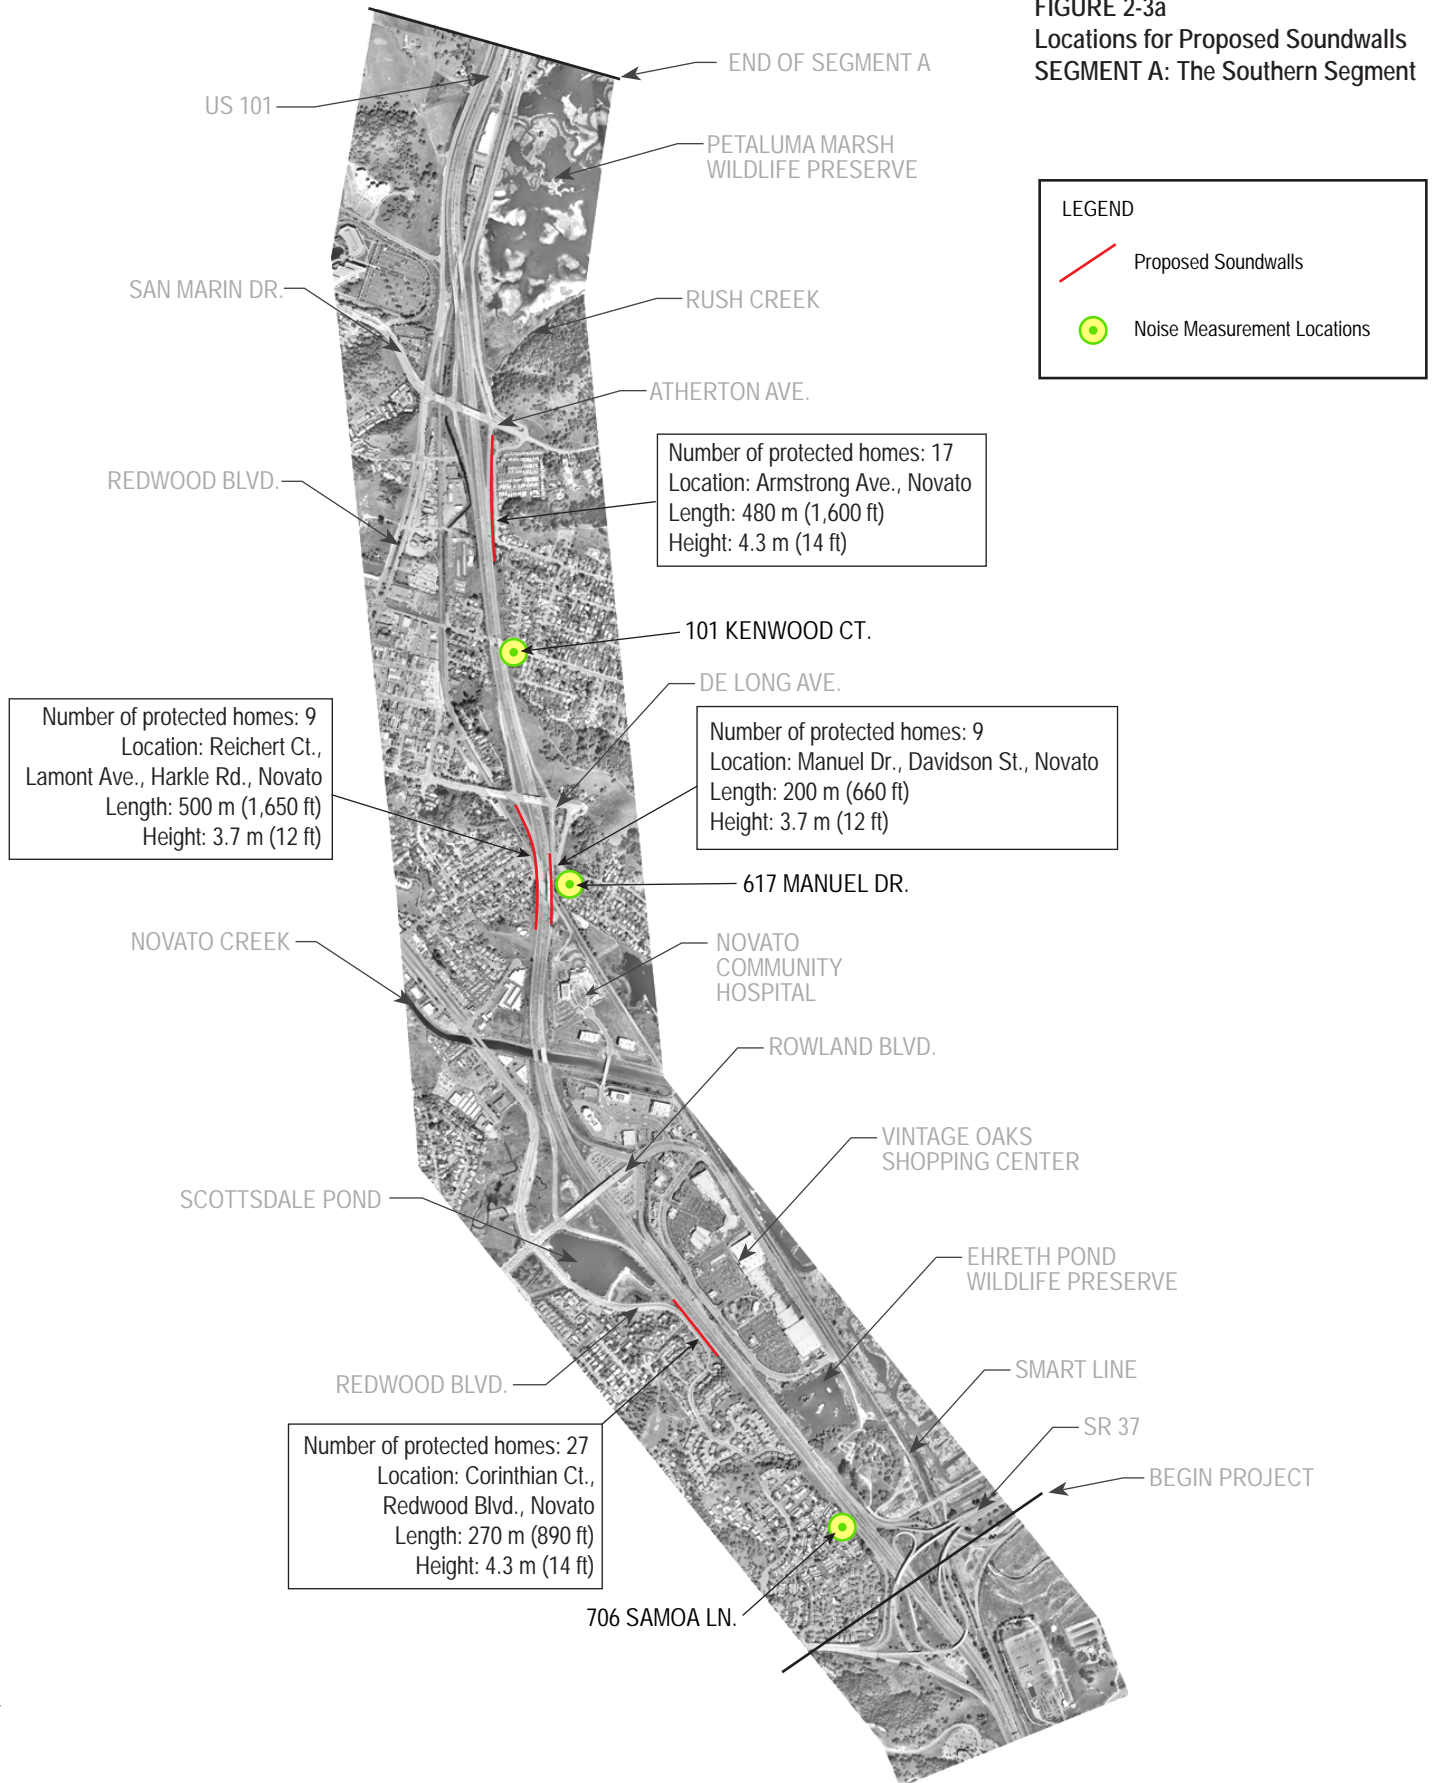 FIGURE 2-3a
Locations for Proposed Soundwalls
SEGMENT A: The Southern Segment
END OF SEGMENT A
US 101
PETALUMA MARSH
WILDLIFE PRESERVE
LEGEND
Proposed Soundwalls
Noise Measurement Locations
SAN MARIN DR.
RUSH CREEK
ATHERTON AVE.
Number of protected homes: 17
Location: Armstrong Ave., Novato
Length: 480 m (1,600 ft)
Height: 4.3 m (14 ft)
REDWOOD BLVD.
101 KENWOOD CT.
DE LONG AVE.
Number of protected homes: 9
Location: Reichert Ct.,
Lamont Ave., Harkle Rd., Novato
Length: 500 m (1,650 ft)
Height: 3.7 m (12 ft)
Number of protected homes: 9
Location: Manuel Dr., Davidson St., Novato
Length: 200 m (660 ft)
Height: 3.7 m (12 ft)
617 MANUEL DR.
NOVATO CREEK
NOVATO
COMMUNITY
HOSPITAL
ROWLAND BLVD.
VINTAGE OAKS
SHOPPING CENTER
SCOTTSDALE POND
EHRETH POND
WILDLIFE PRESERVE
REDWOOD BLVD.
SMART LINE
SR 37
Number of protected homes: 27
Location: Corinthian Ct.,
Redwood Blvd., Novato
Length: 270 m (890 ft)
Height: 4.3 m (14 ft)
BEGIN PROJECT
706 SAMOA LN.